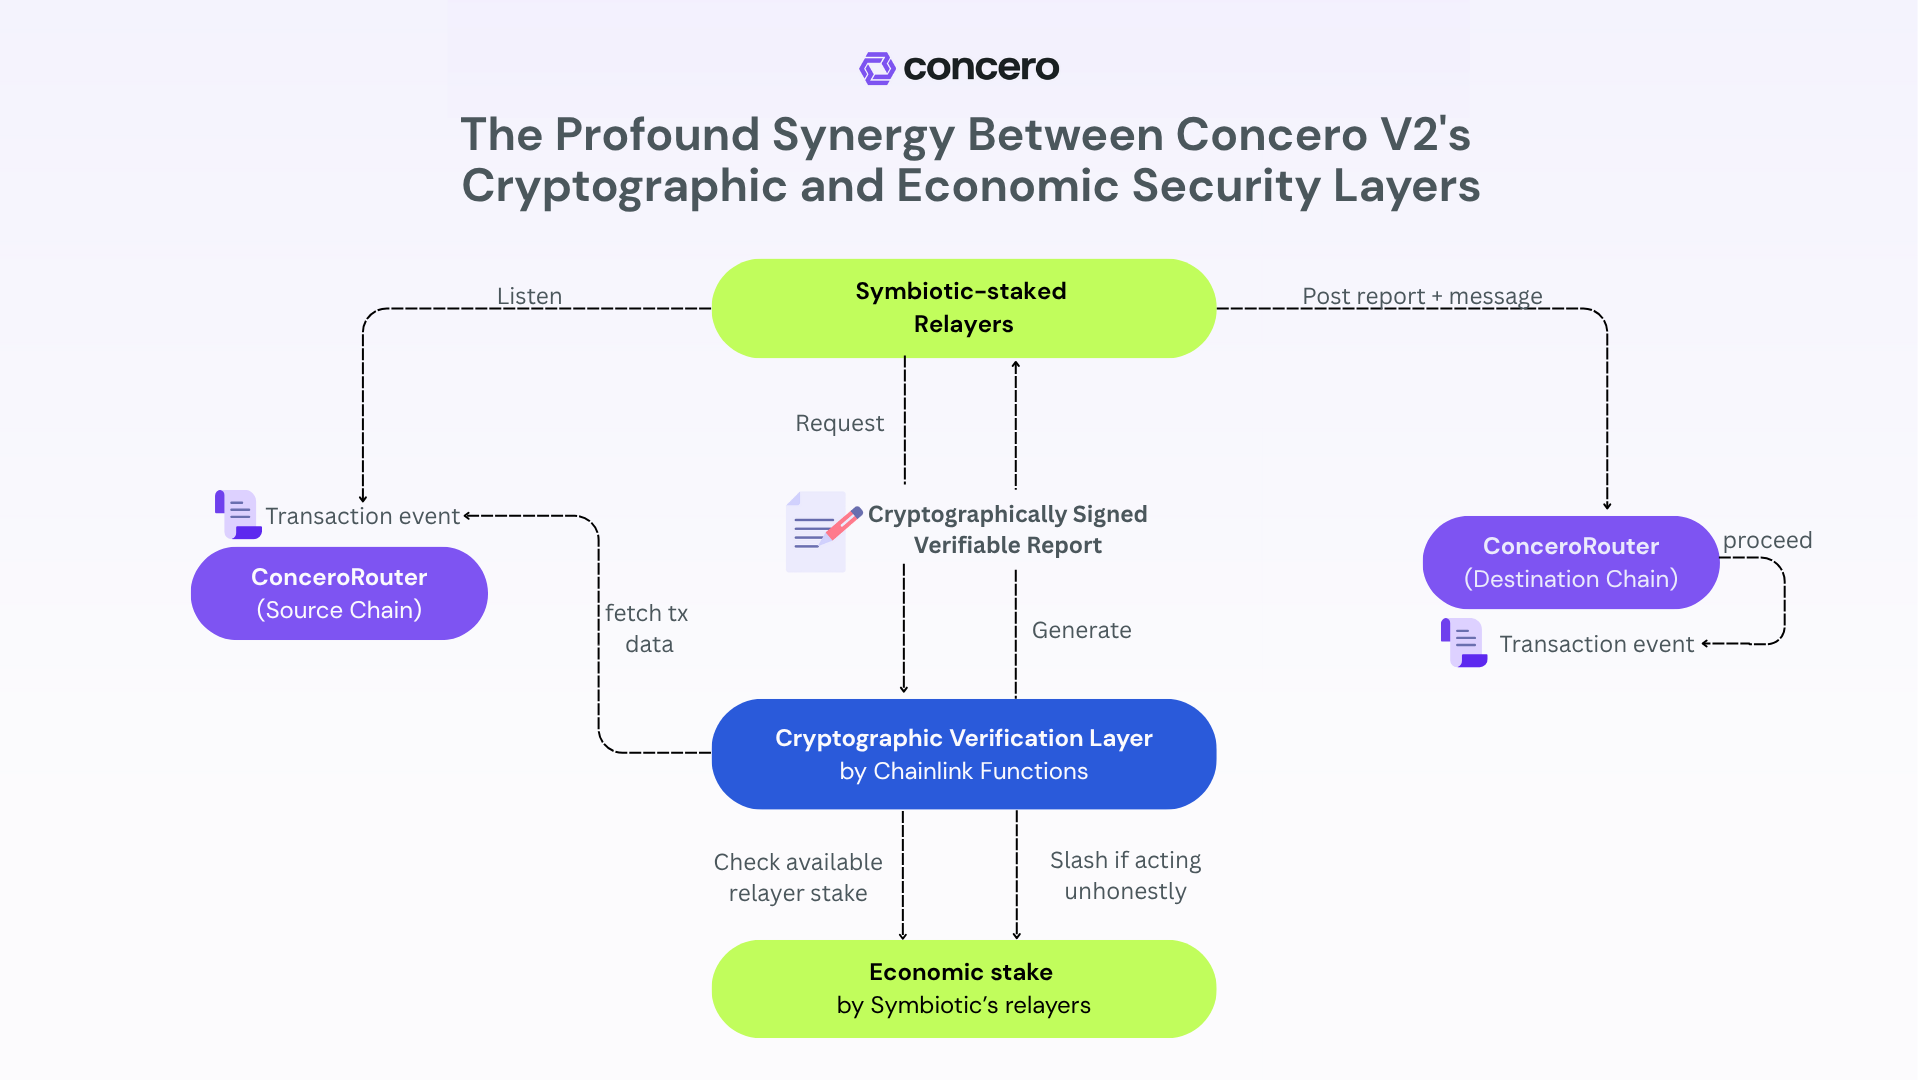 concero
The Profound Synergy Between Concero V2's
Cryptographic and Economic Security Layers
Symbiotic-staked
Relayers
Listen
Post report + message
Request
Transaction event
Cryptographically Signed
Verifiable Report
ConceroRouter
(Source Chain)
ConceroRouter
(Destination Chain)
proceed
fetch tx
data
Generate
Transaction event
Cryptographic Verification Layer
by Chainlink Functions
Check available
relayer stake
Slash if acting
unhonestly
Economic stake
by Symbiotic’s relayers